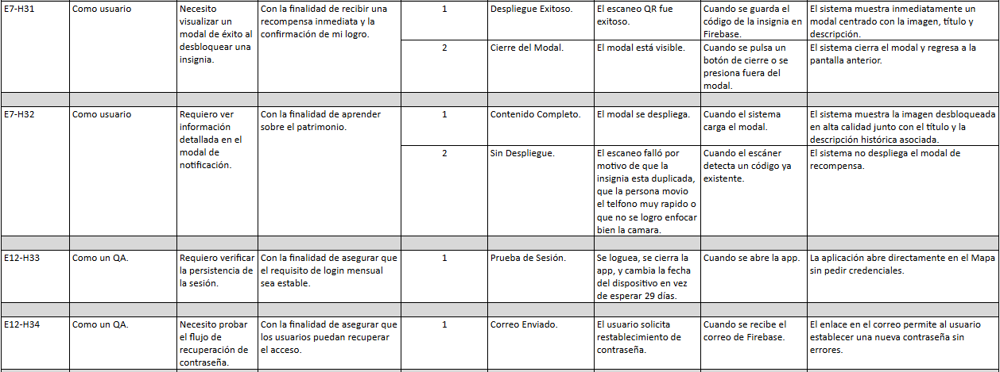 E7-H31
Como usuario
Necesito
visualizar un
modal de éxito al
desbloquear una
insignia.
Con la finalidad de recibir una
recompensa inmediata y la
confirmación de mi logro.
1
Despliegue Exitoso.
El escaneo QR fue
exitoso.
Cuando se guarda el
código de la insignia en
Firebase.
El sistema muestra inmediatamente un
modal centrado con la imagen, título y
descripción.
2
Cierre del Modal.
El modal está visible.
Cuando se pulsa un
botón de cierre o se
presiona fuera del
modal.
El sistema cierra el modal y regresa a la
pantalla anterior.
E7-H32
Como usuario
Requiero ver
información
detallada en el
modal de
notificación.
Con la finalidad de aprender
sobre el patrimonio.
1
Contenido Completo.
El modal se despliega.
Cuando el sistema
carga el modal.
El sistema muestra la imagen desbloqueada
en alta calidad junto con el título y la
descripción histórica asociada.
2
Sin Despliegue.
El escaneo falló por
motivo de que la
insignia esta duplicada,
que la persona movio
el telfono muy rapido o
que no se logro enfocar
bien la camara.
Cuando el escáner
detecta un código ya
existente.
El sistema no despliega el modal de
recompensa.
E12-H33
Como un QA.
Requiero verificar
la persistencia de
la sesión.
Con la finalidad de asegurar que
el requisito de login mensual
sea estable.
1
Prueba de Sesión.
Se loguea, se cierra la
app, y cambia la fecha
del dispositivo en vez
de esperar 29 días.
Cuando se abre la app.
La aplicación abre directamente en el Mapa
sin pedir credenciales.
E12-H34
Como un QA.
Necesito probar
el flujo de
recuperación de
contraseña.
Con la finalidad de asegurar que
los usuarios puedan recuperar
el acceso.
1
Correo Enviado.
El usuario solicita
restablecimiento de
contraseña.
Cuando se recibe el
correo de Firebase.
El enlace en el correo permite al usuario
establecer una nueva contraseña sin
errores.